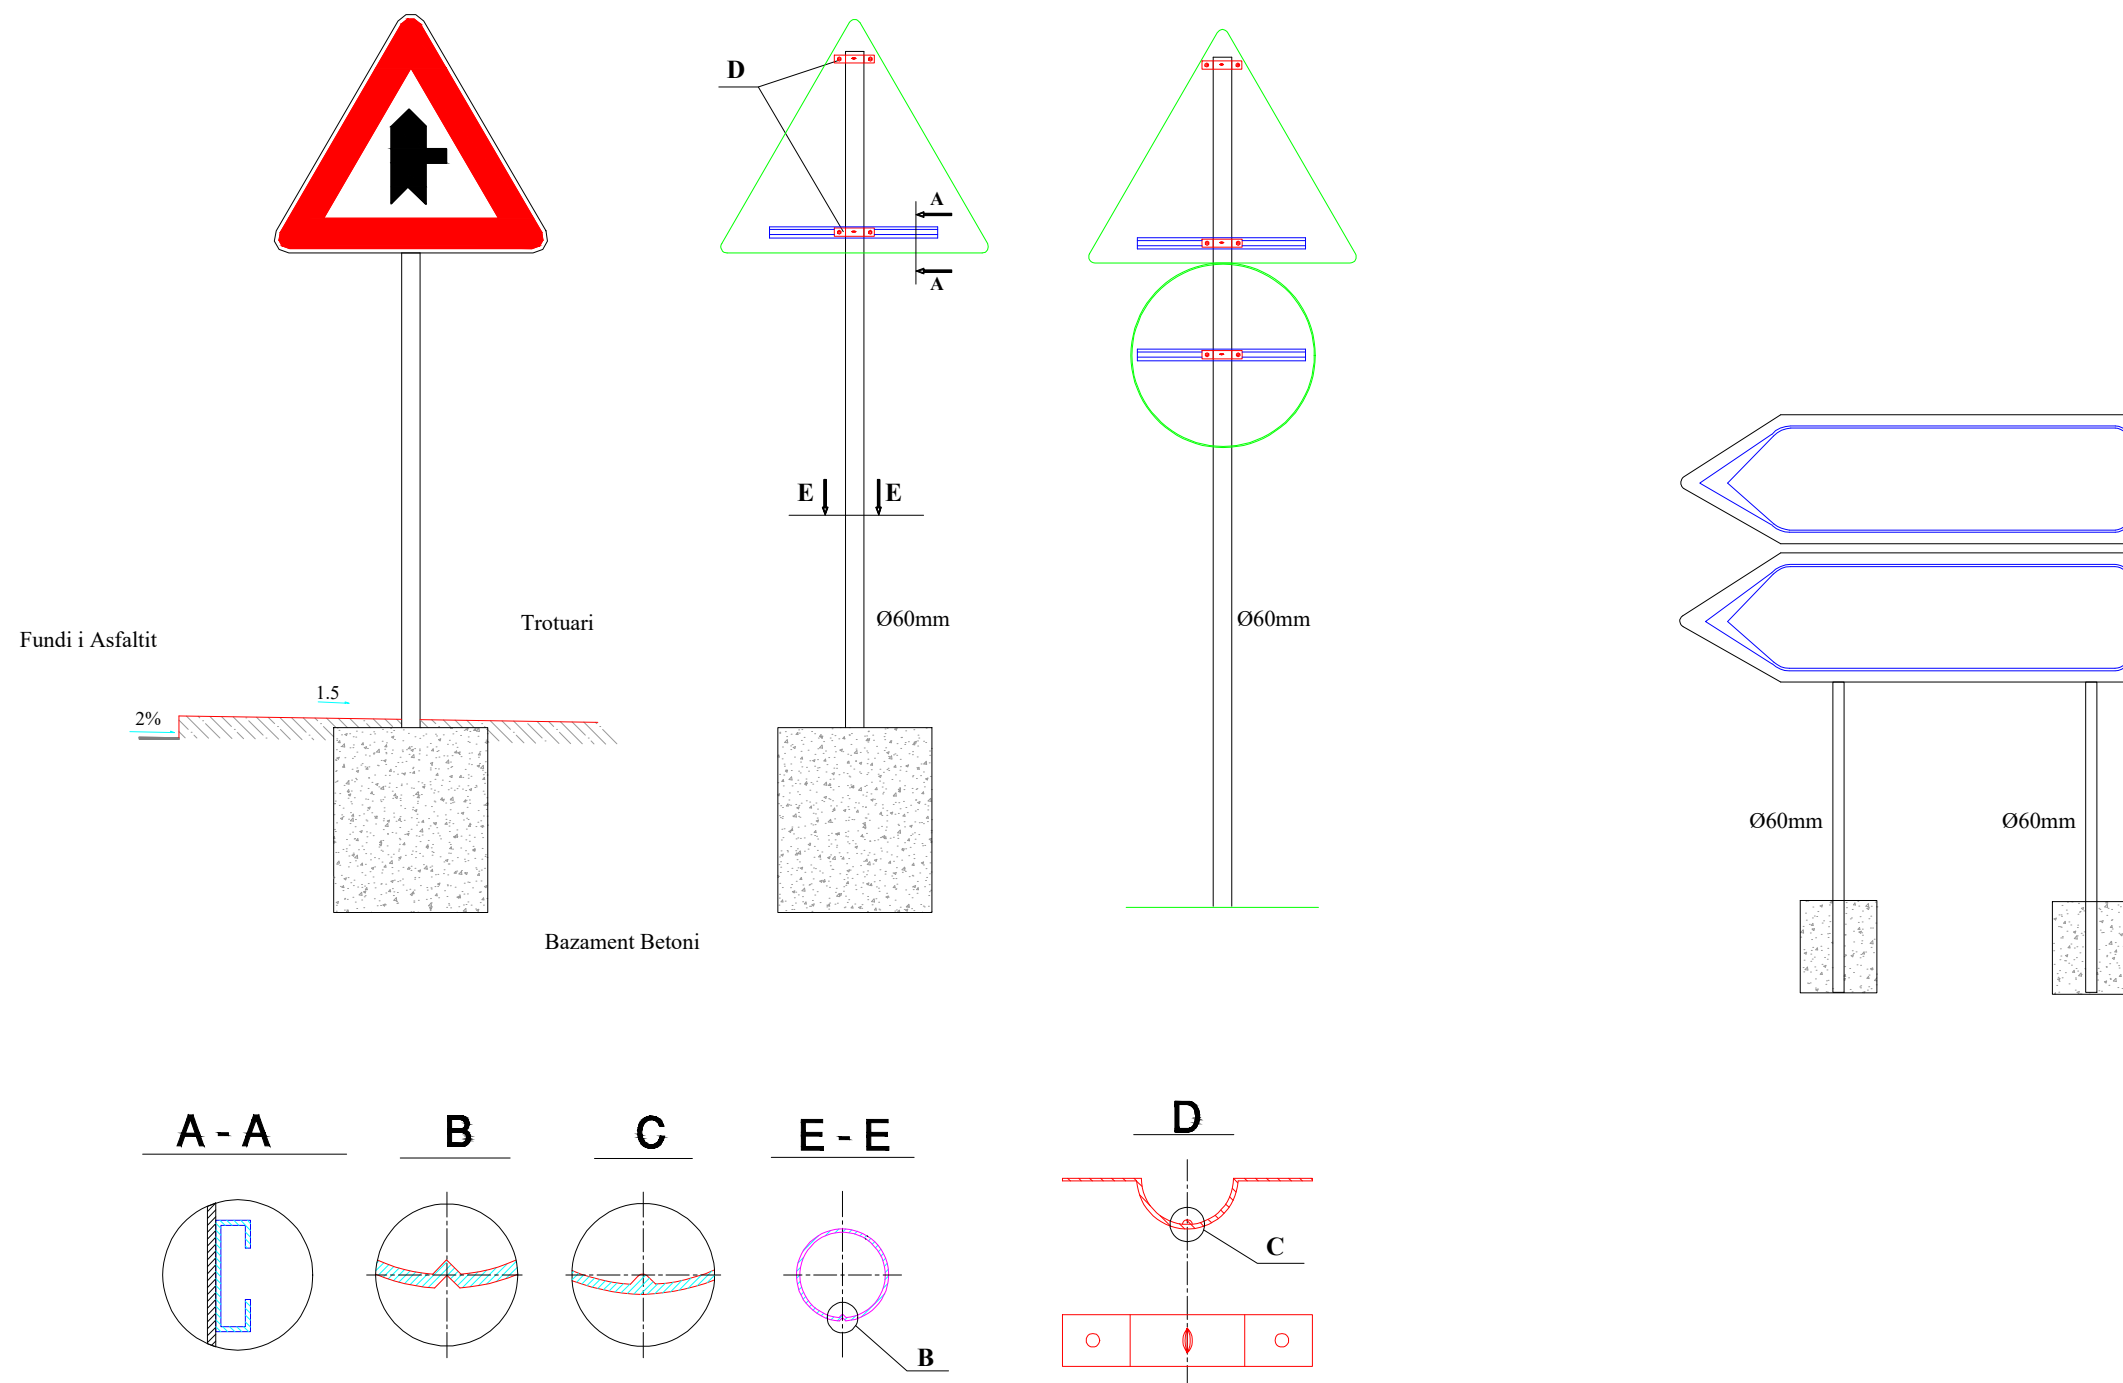 D
A
A
E E
Ø60mm
Ø60mm
Trotuari
Fundi i Asfaltit
1.5
2%
Ø60mm
Ø60mm
Bazament Betoni
A - A
B
C
E - E
D
C
B